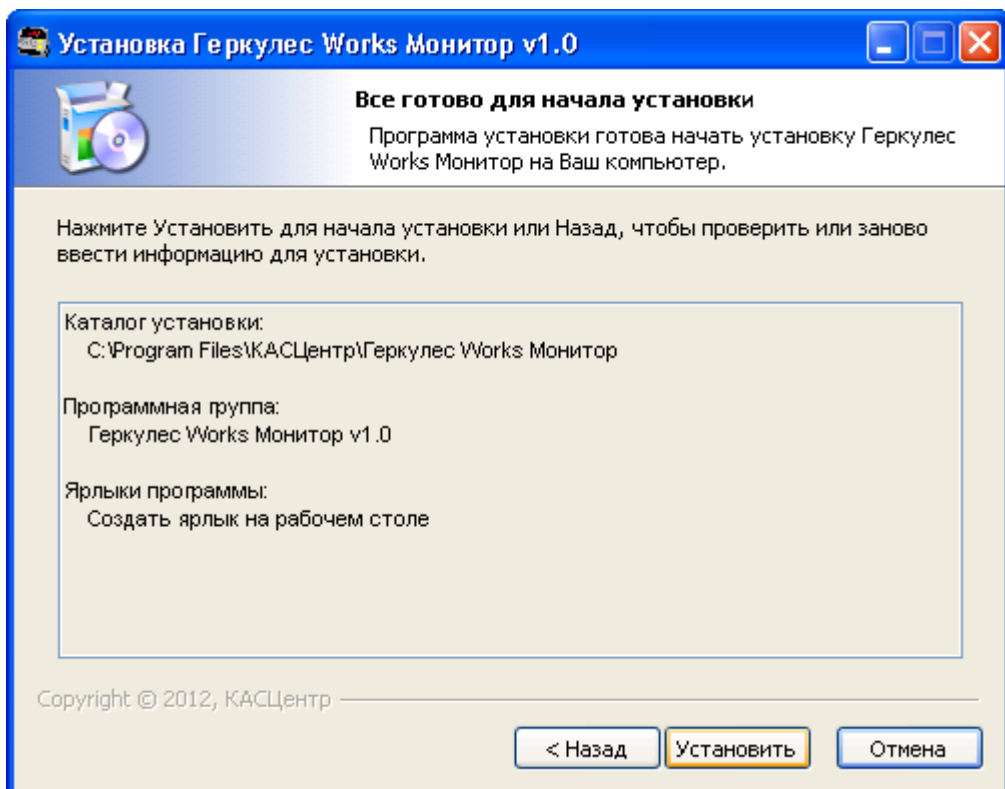 Установка Геркулес Works Монитор v1.0
Все готово для начала установки
Программа установки готова начать установку Геркулес
Works Монитор на Ваш компьютер.
Нажмите Установить для начала установки или Назад, чтобы проверить или заново
ввести информацию для установки.
Каталог установки:
C:\Program Files\КАСЦентр\Геркулес Works Монитор
Программная группа:
Геркулес Works Монитор v1.0
Ярлыки программы:
Создать ярлык на рабочем столе
Copyright © 2012, КАСЦентр
< Назад
Установить
Отмена